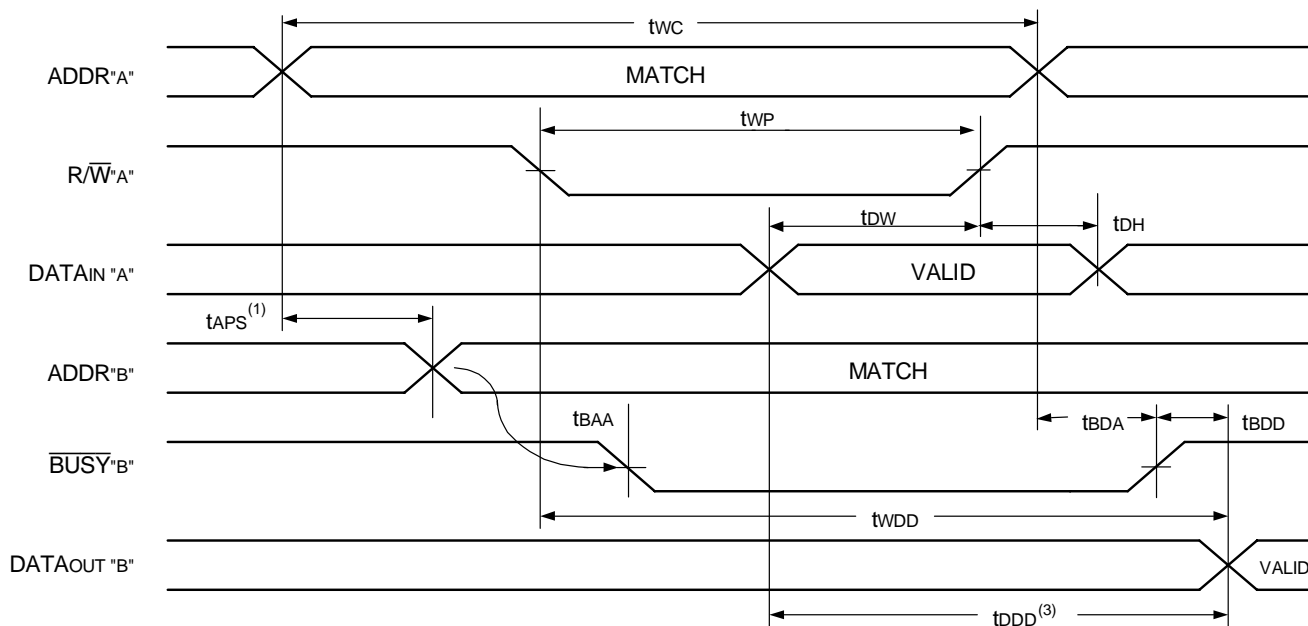 tWC
ADDR"A"
MATCH
tWP
R/W"A"
tDW
tDH
DATAIN "A"
VALID
tAPS(1)
ADDR"B"
MATCH
tBAA
tBDA
tBDD
BUSY"B"
tWDD
DATAOUT "B"
VALID
tDDD(3)